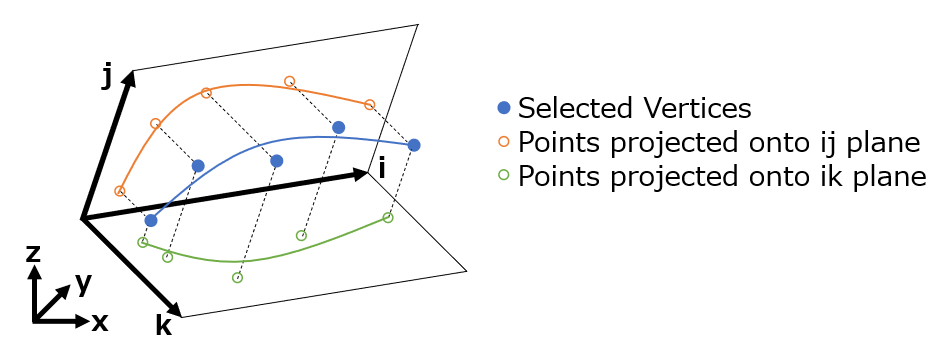 j
Selected Vertices
Points projected onto ij plane
i
Points projected onto ik plane
z
y
x
k